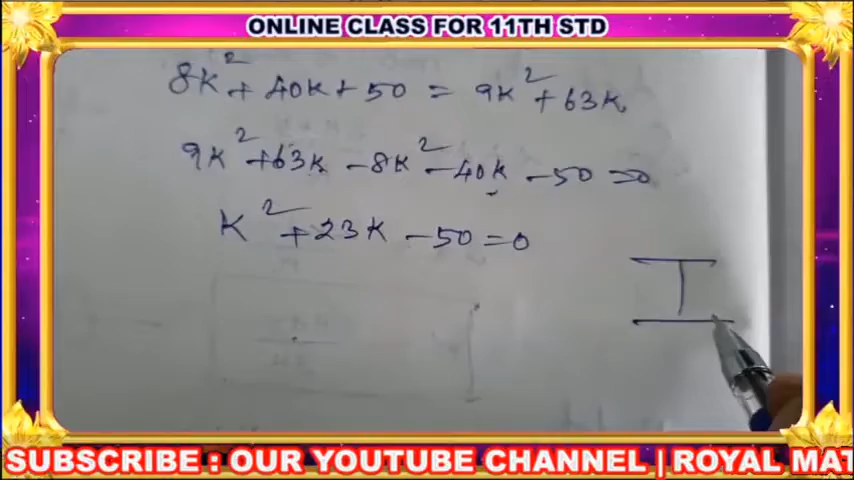 ONLINE CLASS FOR 11TH STD
8K² + 40K + 50 = 9K² + 63K
9K² + 63K - 8K² - 40K - 50 = 0
K² + 23K - 50 = 0
SUBSCRIBE : OUR YOUTUBE CHANNEL | ROYAL MAT